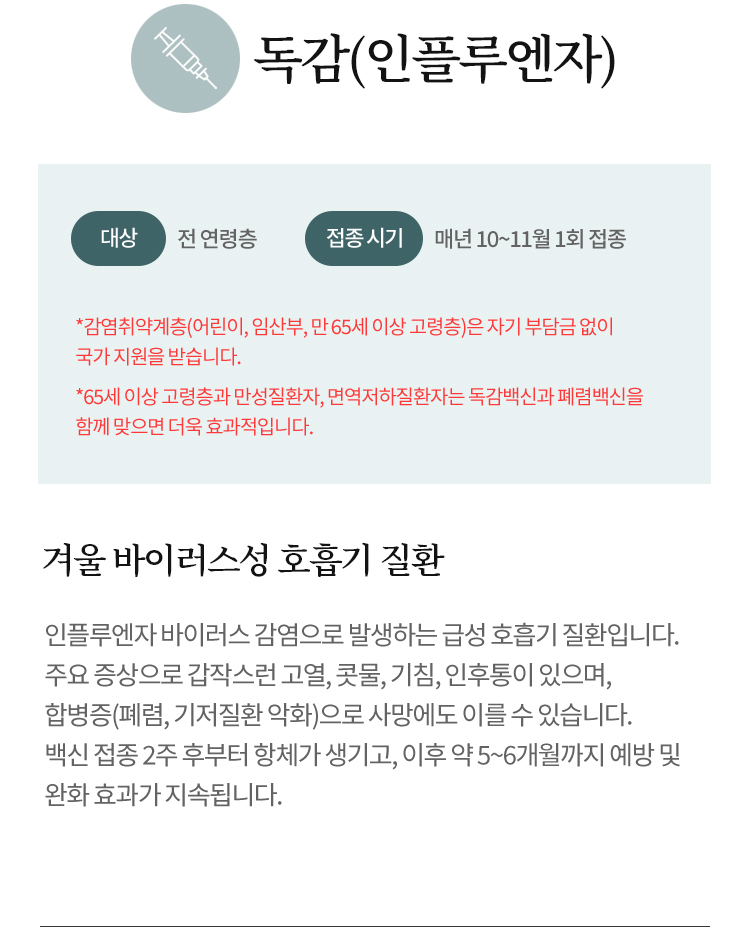 독감(인플루엔자)
대상 전 연령층 접종 시기 매년 10~11월 1회 접종
*감염취약계층(어린이, 임산부, 만 65세 이상 고령층)은 자기 부담금 없이
국가 지원을 받습니다.
*65세 이상 고령층과 만성질환자, 면역저하질환자는 독감백신과 폐렴백신을
함께 맞으면 더욱 효과적입니다.
겨울 바이러스성 호흡기 질환
인플루엔자 바이러스 감염으로 발생하는 급성 호흡기 질환입니다.
주요 증상으로 갑작스런 고열, 콧물, 기침, 인후통이 있으며,
합병증(폐렴, 기저질환 악화)으로 사망에도 이를 수 있습니다.
백신 접종 2주 후부터 항체가 생기고, 이후 약 5~6개월까지 예방 및
완화 효과가 지속됩니다.